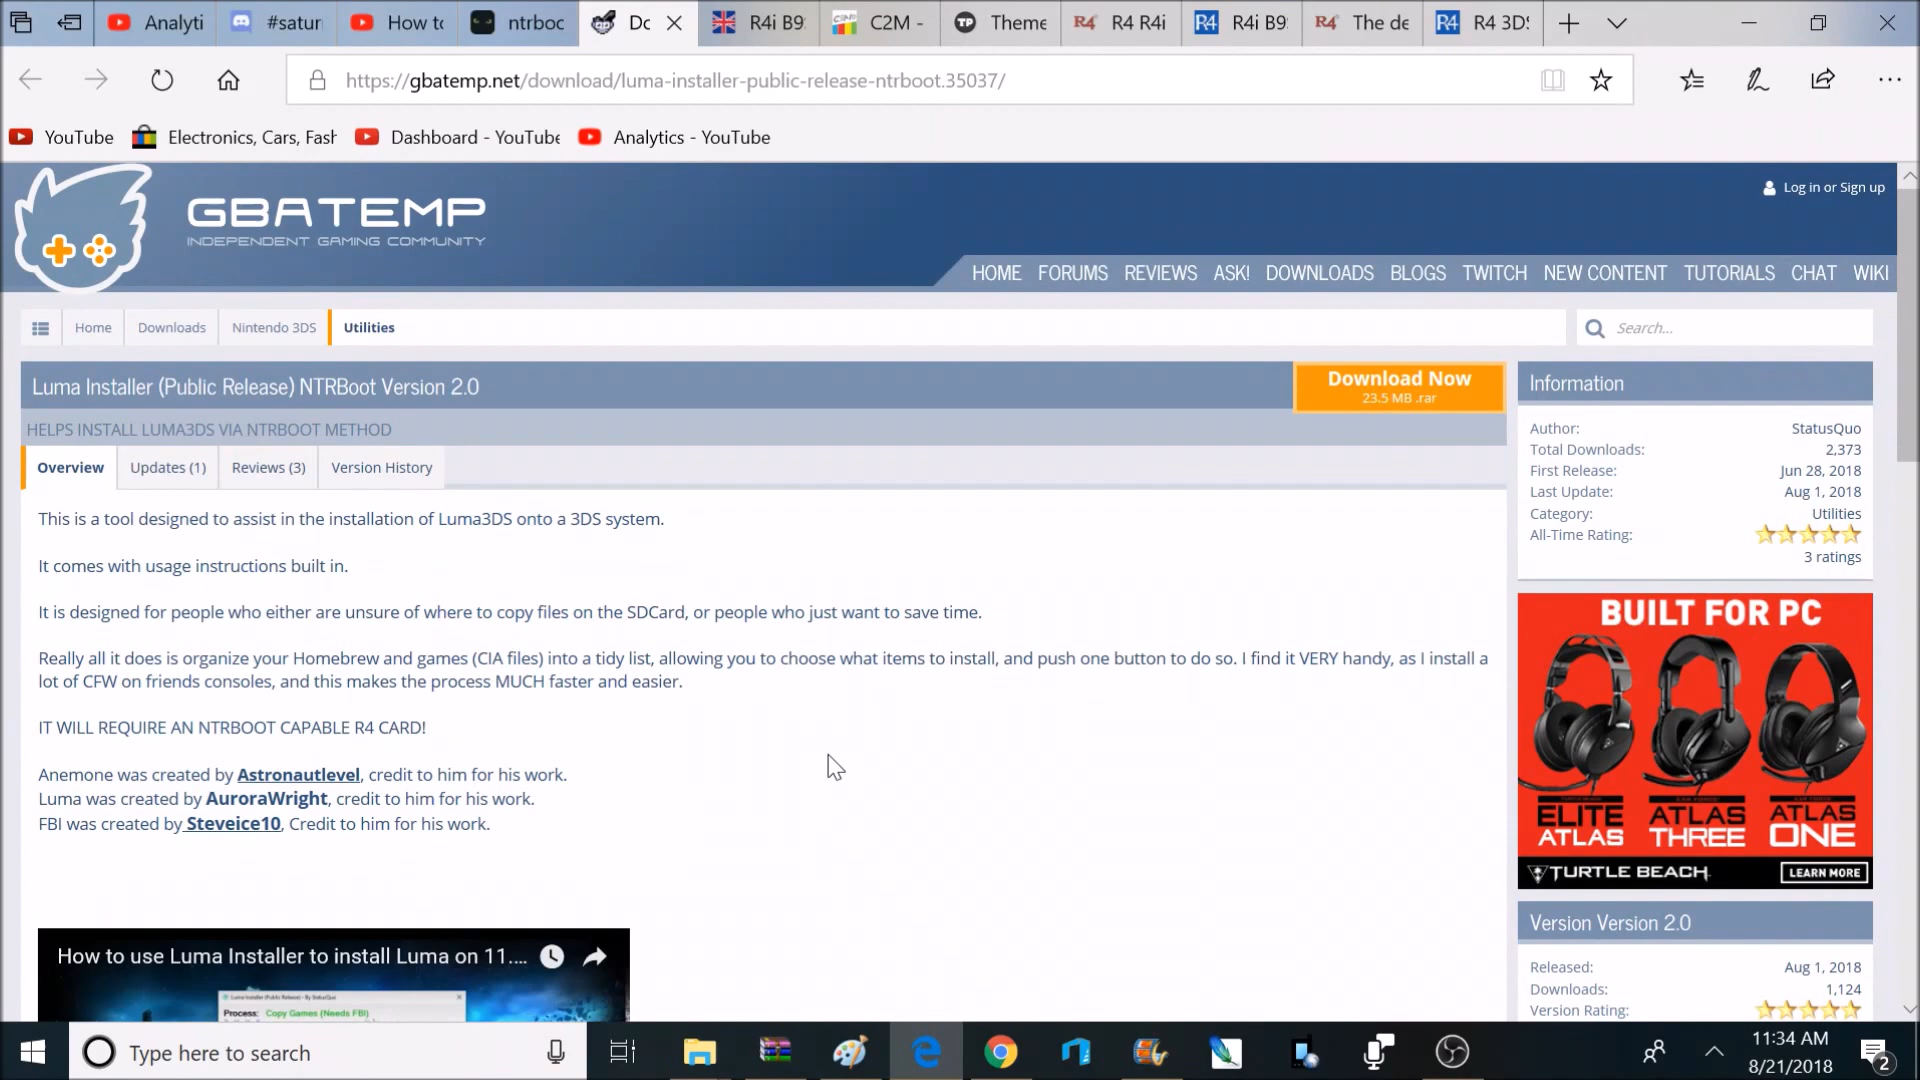 Analyti
#satur
How to
ntrboc
Do
R4i B9
C2M -
Theme
R4 R4i
R4i B9
The de
R4 3DS
https://gbatemp.net/download/luma-installer-public-release-ntrboot.35037/
YouTube
Electronics, Cars, Fash
Dashboard - YouTube
Analytics - YouTube
GBATEMP
INDEPENDENT GAMING COMMUNITY
Log in or Sign up
HOME FORUMS REVIEWS ASK! DOWNLOADS BLOGS TWITCH NEW CONTENT TUTORIALS CHAT WIKI
Home Downloads Nintendo 3DS Utilities
Search...
Luma Installer (Public Release) NTRBoot Version 2.0
Download Now
23.5 MB .rar
HELPS INSTALL LUMA3DS VIA NTRBOOT METHOD
Overview Updates (1) Reviews (3) Version History
This is a tool designed to assist in the installation of Luma3DS onto a 3DS system.
It comes with usage instructions built in.
It is designed for people who either are unsure of where to copy files on the SDCard, or people who just want to save time.
Really all it does is organize your Homebrew and games (CIA files) into a tidy list, allowing you to choose what items to install, and push one button to do so. I find it VERY handy, as I install a
lot of CFW on friends consoles, and this makes the process MUCH faster and easier.
IT WILL REQUIRE AN NTRBOOT CAPABLE R4 CARD!
Anemone was created by Astronautlevel, credit to him for his work.
Luma was created by AuroraWright, credit to him for his work.
FBI was created by Steveice10, Credit to him for his work.
How to use Luma Installer to install Luma on 11....
Luma Installer (Public Release) - By StatusQuo
Process: Copy Games (Needs FBI)
Information
Author: StatusQuo
Total Downloads: 2,373
First Release: Jun 28, 2018
Last Update: Aug 1, 2018
Category: Utilities
All-Time Rating:
3 ratings
BUILT FOR PC
ELITE ATLAS
ATLAS THREE
ATLAS ONE
TURTLE BEACH
LEARN MORE
Version Version 2.0
Released: Aug 1, 2018
Downloads: 1,124
Version Rating:
Type here to search
11:34 AM
8/21/2018
2